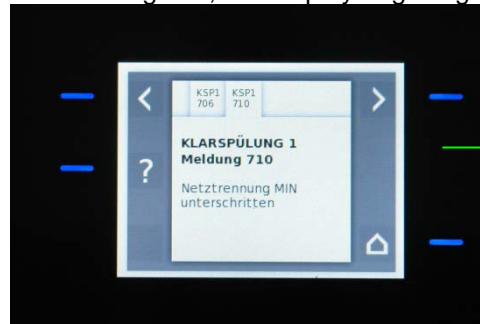 KSP1 KSP1
706 710
KLARSPÜLUNG 1
Meldung 710
Netztrennung MIN
unterschritten
?